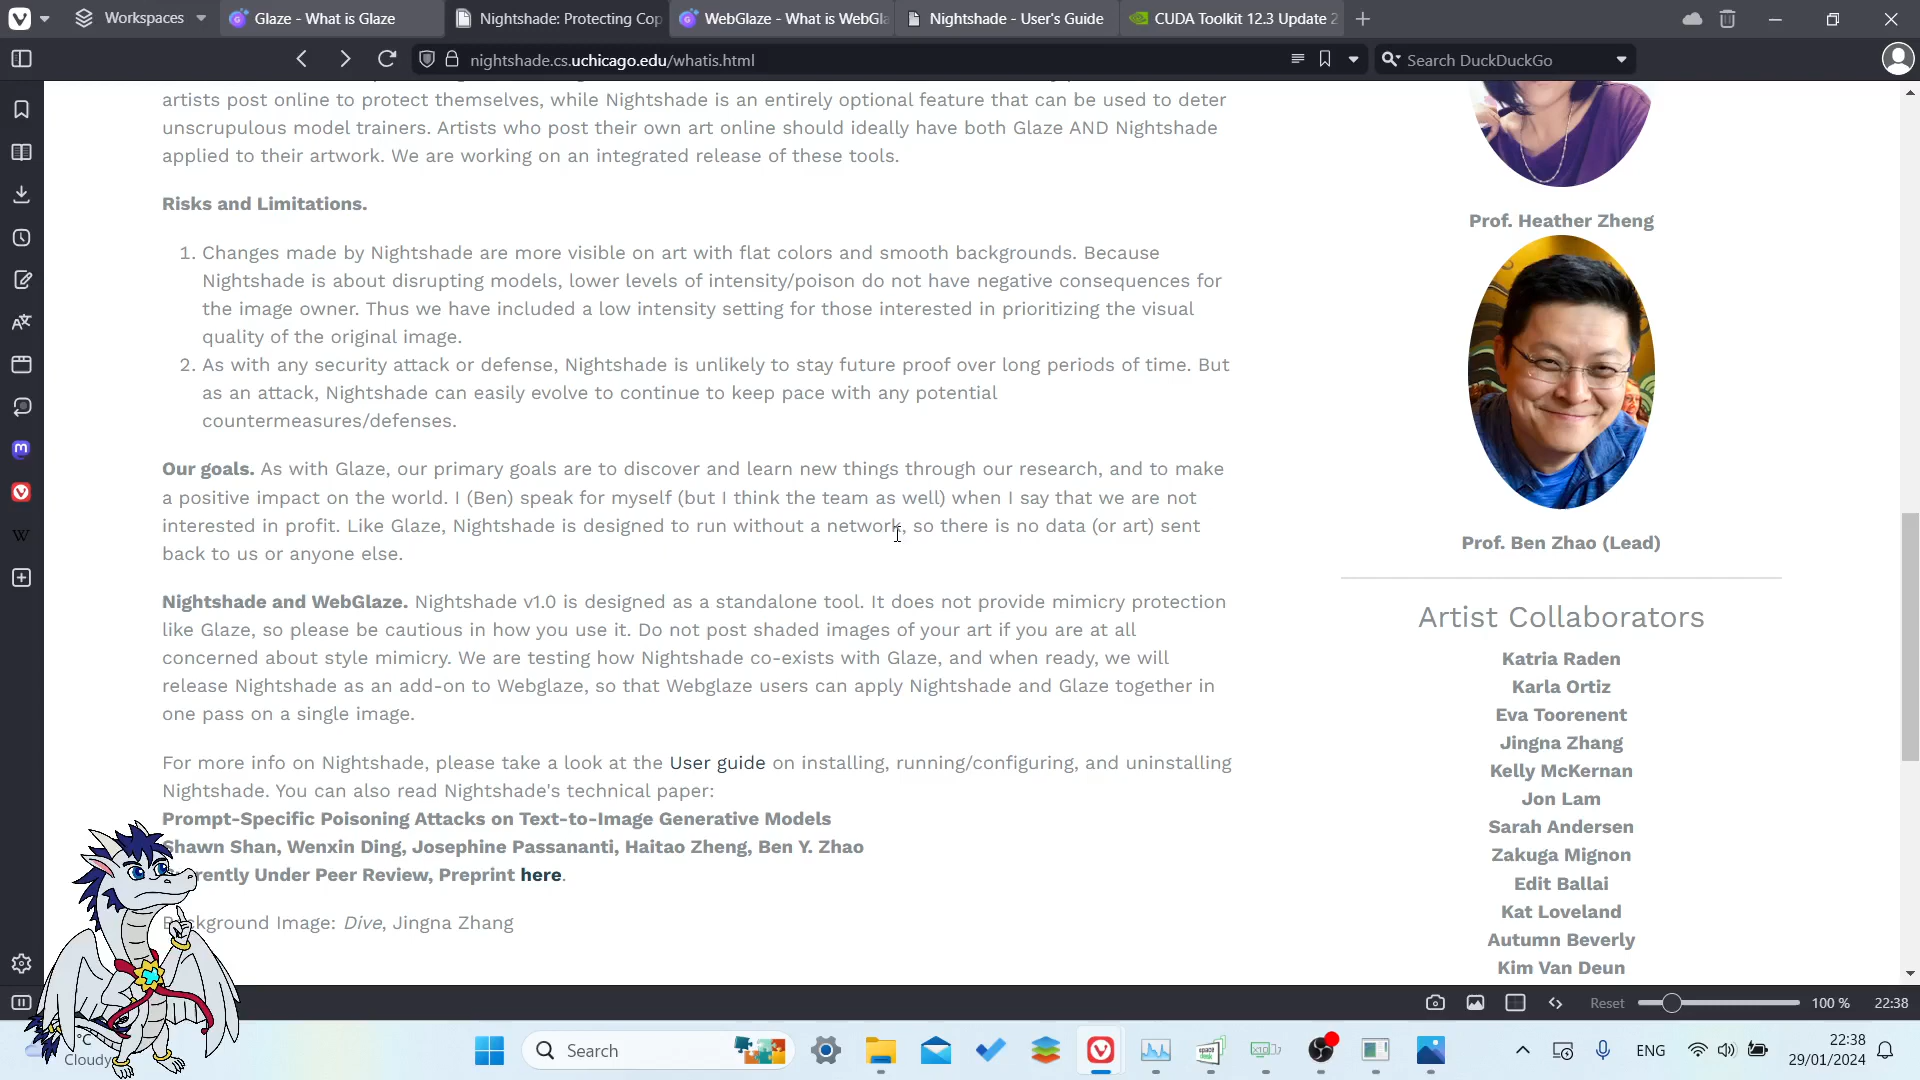 Workspaces
Glaze - What is Glaze
Nightshade: Protecting Cop
WebGlaze - What is WebGla
Nightshade - User's Guide
CUDA Toolkit 12.3 Update 2
nightshade.cs.uchicago.edu/whatis.html
Search DuckDuckGo
artists post online to protect themselves, while Nightshade is an entirely optional feature that can be used to deter
unscrupulous model trainers. Artists who post their own art online should ideally have both Glaze AND Nightshade
applied to their artwork. We are working on an integrated release of these tools.
Risks and Limitations.
1. Changes made by Nightshade are more visible on art with flat colors and smooth backgrounds. Because
Nightshade is about disrupting models, lower levels of intensity/poison do not have negative consequences for
the image owner. Thus we have included a low intensity setting for those interested in prioritizing the visual
quality of the original image.
2. As with any security attack or defense, Nightshade is unlikely to stay future proof over long periods of time. But
as an attack, Nightshade can easily evolve to continue to keep pace with any potential
countermeasures/defenses.
Our goals. As with Glaze, our primary goals are to discover and learn new things through our research, and to make
a positive impact on the world. I (Ben) speak for myself (but I think the team as well) when I say that we are not
interested in profit. Like Glaze, Nightshade is designed to run without a network, so there is no data (or art) sent
back to us or anyone else.
Nightshade and WebGlaze. Nightshade v1.0 is designed as a standalone tool. It does not provide mimicry protection
like Glaze, so please be cautious in how you use it. Do not post shaded images of your art if you are at all
concerned about style mimicry. We are testing how Nightshade co-exists with Glaze, and when ready, we will
release Nightshade as an add-on to Webglaze, so that Webglaze users can apply Nightshade and Glaze together in
one pass on a single image.
For more info on Nightshade, please take a look at the User guide on installing, running/configuring, and uninstalling
Nightshade. You can also read Nightshade's technical paper:
Prompt-Specific Poisoning Attacks on Text-to-Image Generative Models
Shawn Shan, Wenxin Ding, Josephine Passananti, Haitao Zheng, Ben Y. Zhao
rently Under Peer Review, Preprint here.
kground Image: Dive, Jingna Zhang
Prof. Heather Zheng
Prof. Ben Zhao (Lead)
Artist Collaborators
Katria Raden
Karla Ortiz
Eva Toorenent
Jingna Zhang
Kelly McKernan
Jon Lam
Sarah Andersen
Zakuga Mignon
Edit Ballai
Kat Loveland
Autumn Beverly
Kim Van Deun
Reset
100 %
22:38
°C
Cloudy
Search
ENG
22:38
29/01/2024